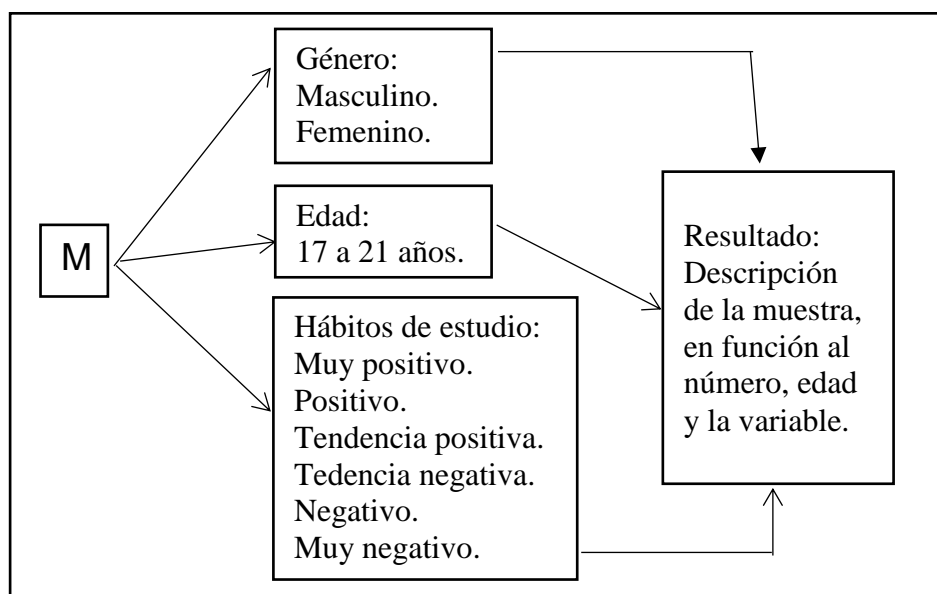 Género:
Masculino.
Femenino.
M
Edad:
17 a 21 años.
Hábitos de estudio:
Muy positivo.
Positivo.
Tendencia positiva.
Tedencia negativa.
Negativo.
Muy negativo.
Resultado:
Descripción
de la muestra,
en función al
número, edad
y la variable.